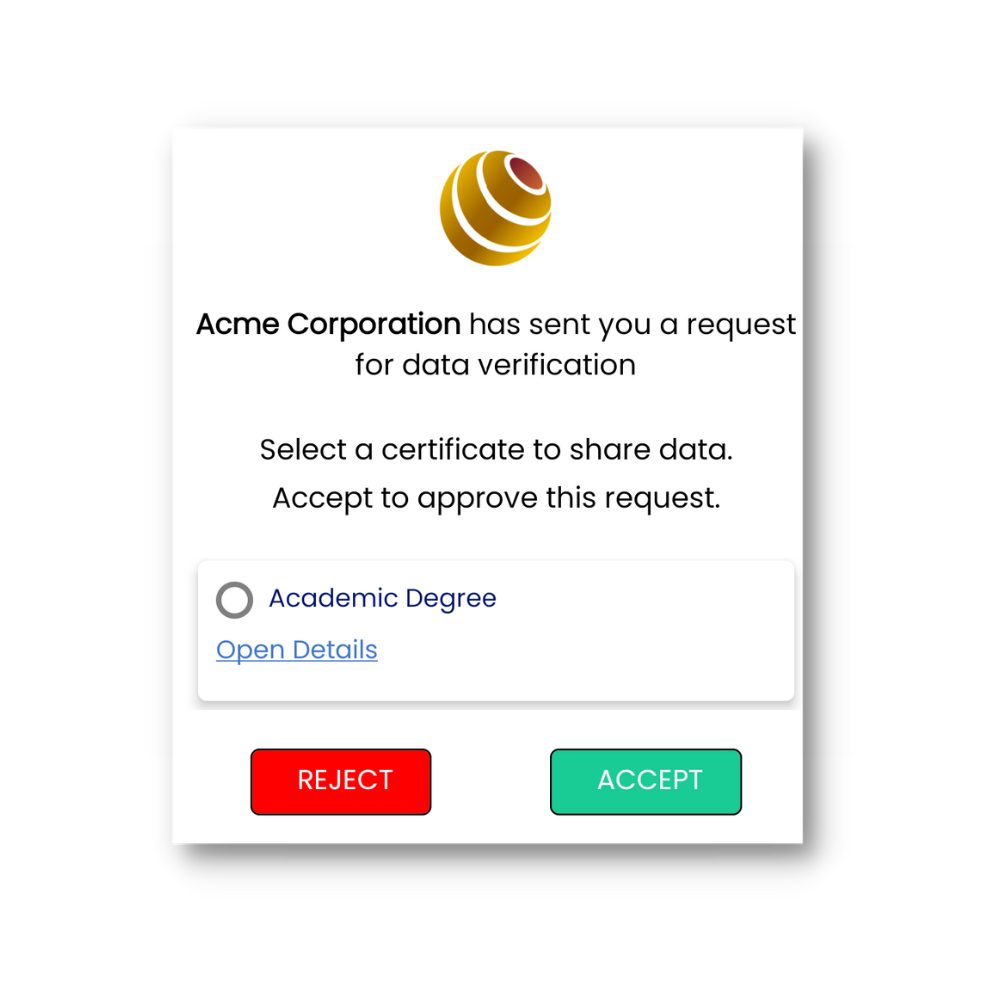 Acme Corporation has sent you a request
for data verification
Select a certificate to share data.
Accept to approve this request.
Academic Degree
Open Details
REJECT
ACCEPT